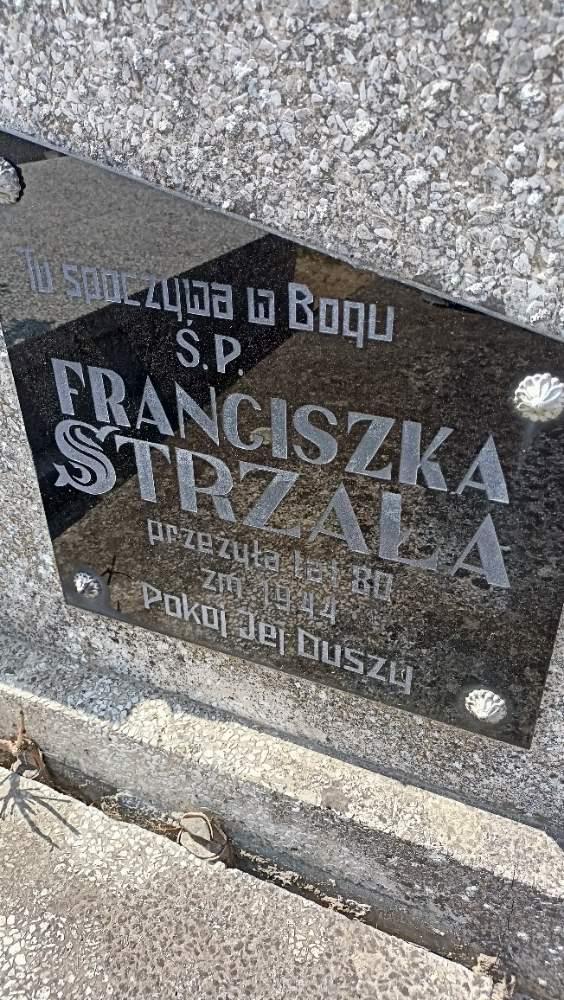 Tu spoczywa w Bogu
Ś.P.
FRANCISZKA
STRZAŁA
przeżyła lat 80
zm. 1944
Pokój Jej Duszy